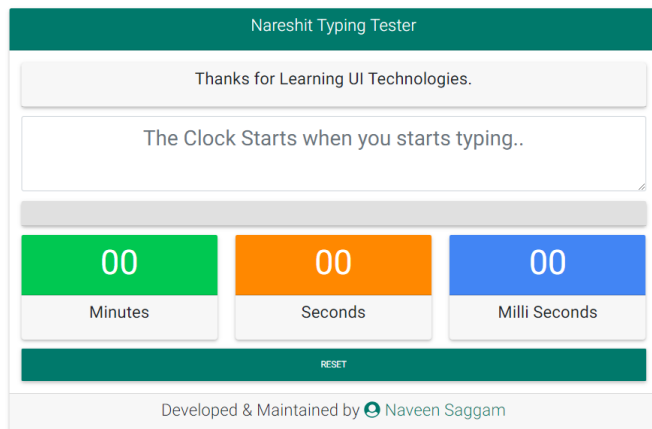 Nareshit Typing Tester
Thanks for Learning UI Technologies.
The Clock Starts when you starts typing..
00 00 00
Minutes Seconds Milli Seconds
RESET
Developed & Maintained by Naveen Saggam